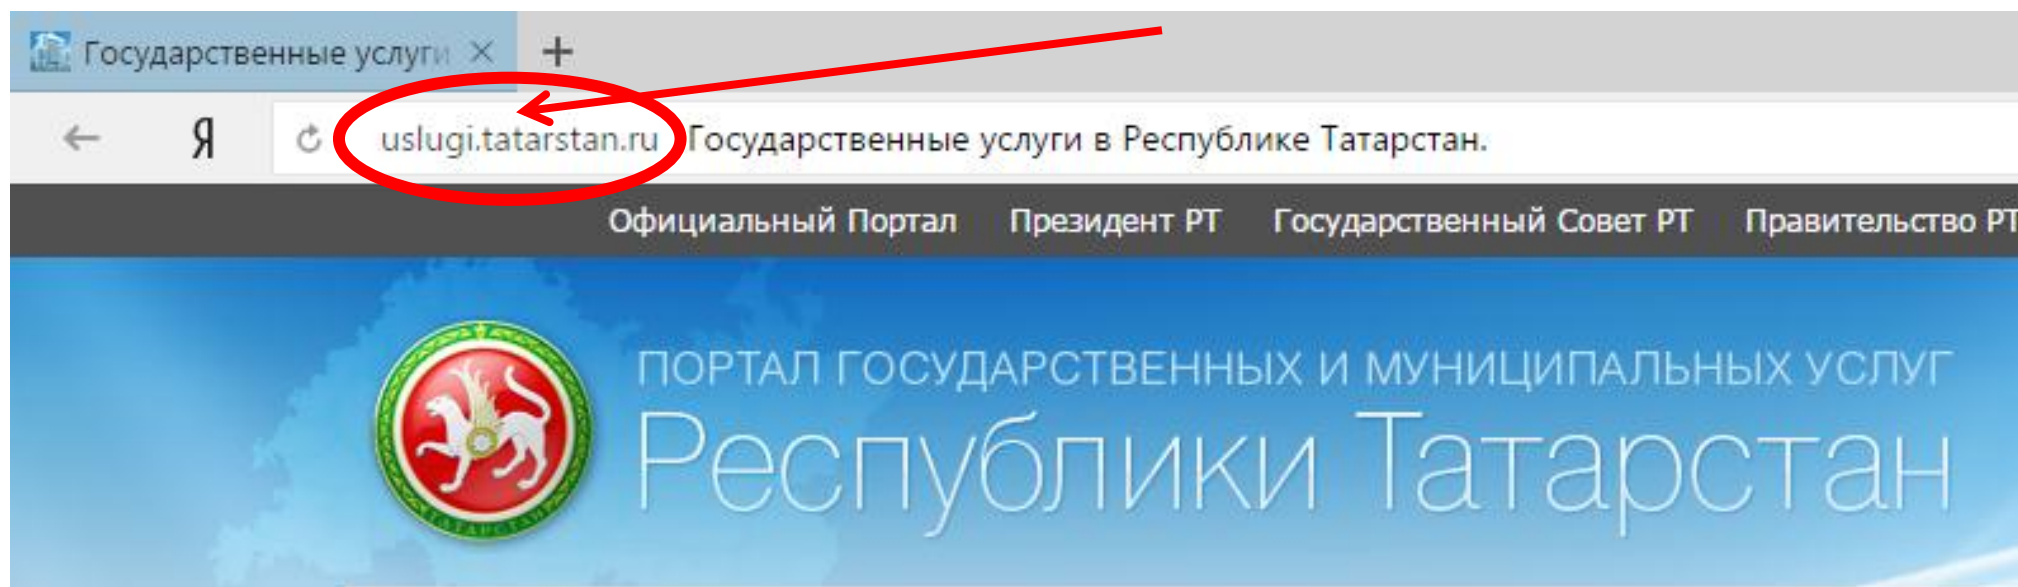 Государственные услуги
Я
uslugi.tatarstan.ru Государственные услуги в Республике Татарстан.
Официальный Портал Президент РТ Государственный Совет РТ Правительство РТ
ПОРТАЛ ГОСУДАРСТВЕННЫХ И МУНИЦИПАЛЬНЫХ УСЛУГ
Республики Татарстан
ТАТАРСТАН